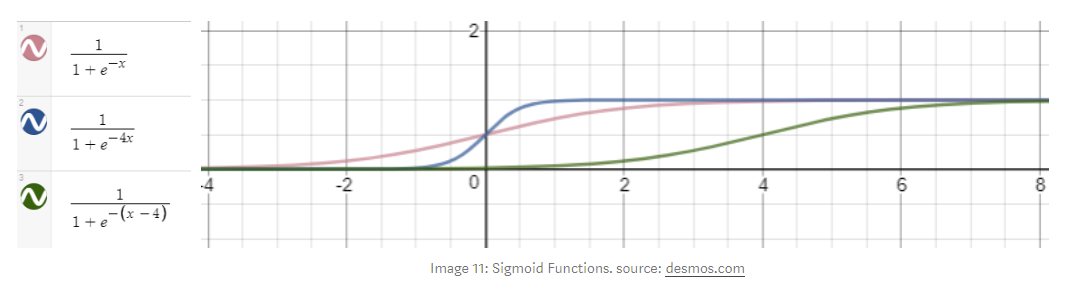 1
1
1 + e^-x
2
1
1 + e^-4x
3
1
1 + e^-(x - 4)
2
-4 -2 0 2 4 6 8
Image 11: Sigmoid Functions. source: desmos.com